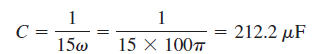 C = 1/15ω = 1/15 × 100π = 212.2 μF